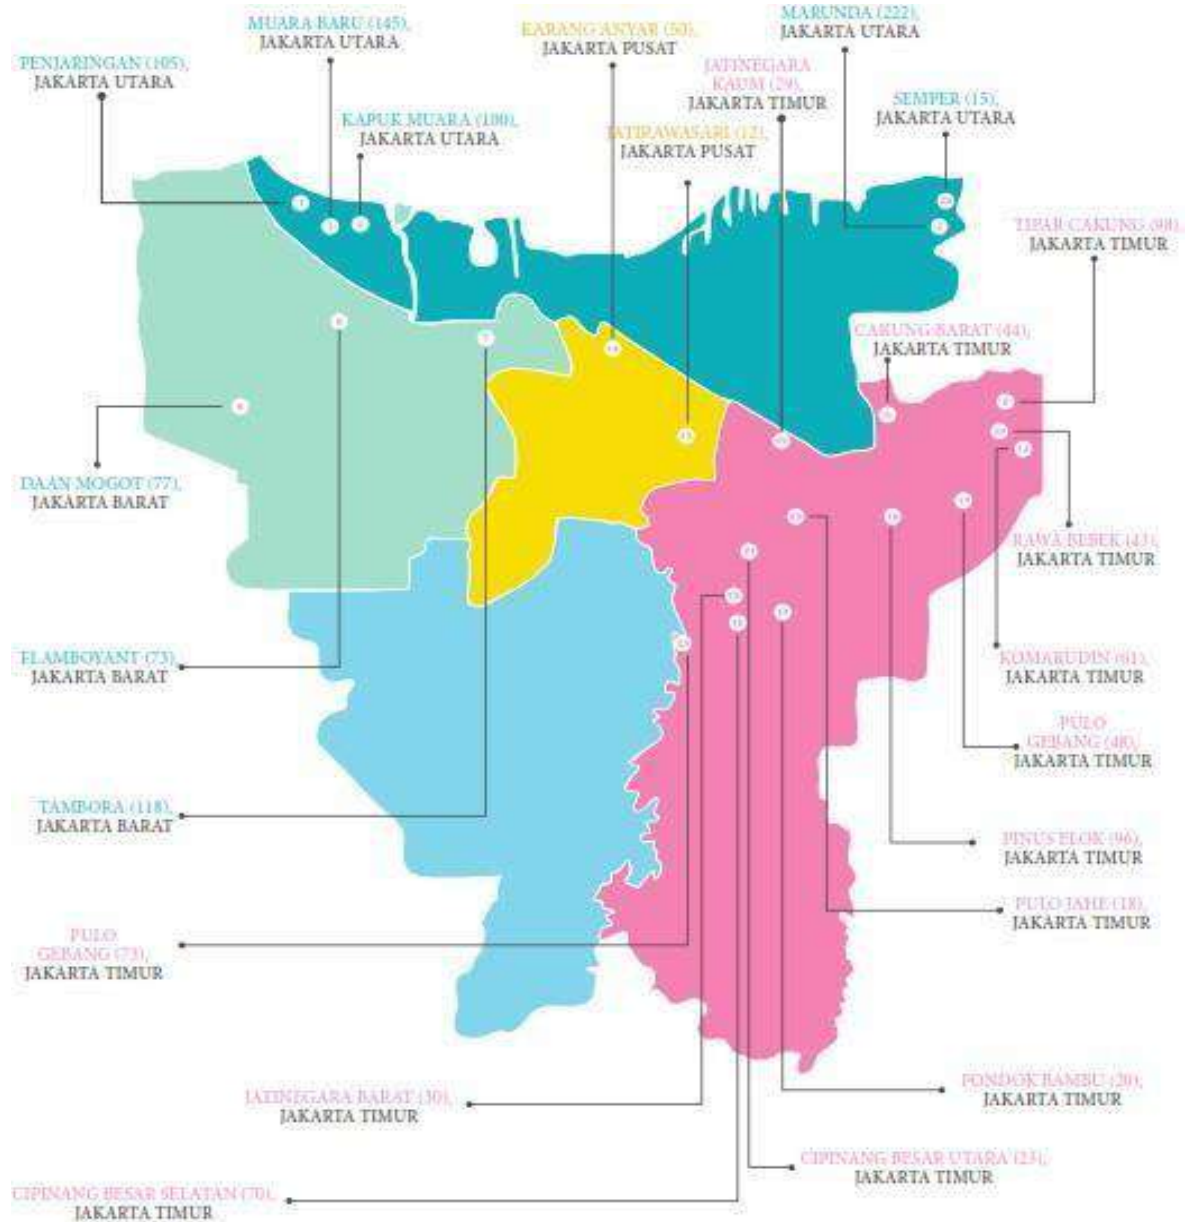 MUARA BARU (145),
JAKARTA UTARA
KARANG ANYAR (50),
JAKARTA PUSAT
MARUNDA (222),
JAKARTA UTARA
PENJARINGAN (105),
JAKARTA UTARA
JATINEGARA
KAUM (29),
JAKARTA TIMUR
SEMPER (15),
JAKARTA UTARA
KAPUK MUARA (100),
JAKARTA UTARA
JATIRAWASARI (12),
JAKARTA PUSAT
TIPAR CAKUNG (98),
JAKARTA TIMUR
CAKUNG BARAT (44),
JAKARTA TIMUR
DAAN MOGOT (77),
JAKARTA BARAT
RAWA BEBEK (43),
JAKARTA TIMUR
FLAMBOYANT (73),
JAKARTA BARAT
KOMARUDIN (61),
JAKARTA TIMUR
PULO
GEBANG (48),
JAKARTA TIMUR
TAMBORA (118),
JAKARTA BARAT
PINUS ELOK (96),
JAKARTA TIMUR
PULO JAHE (18),
JAKARTA TIMUR
PULO
GEBANG (73),
JAKARTA TIMUR
JATINEGARA BARAT (30),
JAKARTA TIMUR
PONDOK BAMBU (20),
JAKARTA TIMUR
CIPINANG BESAR UTARA (23),
JAKARTA TIMUR
CIPINANG BESAR SELATAN (70),
JAKARTA TIMUR